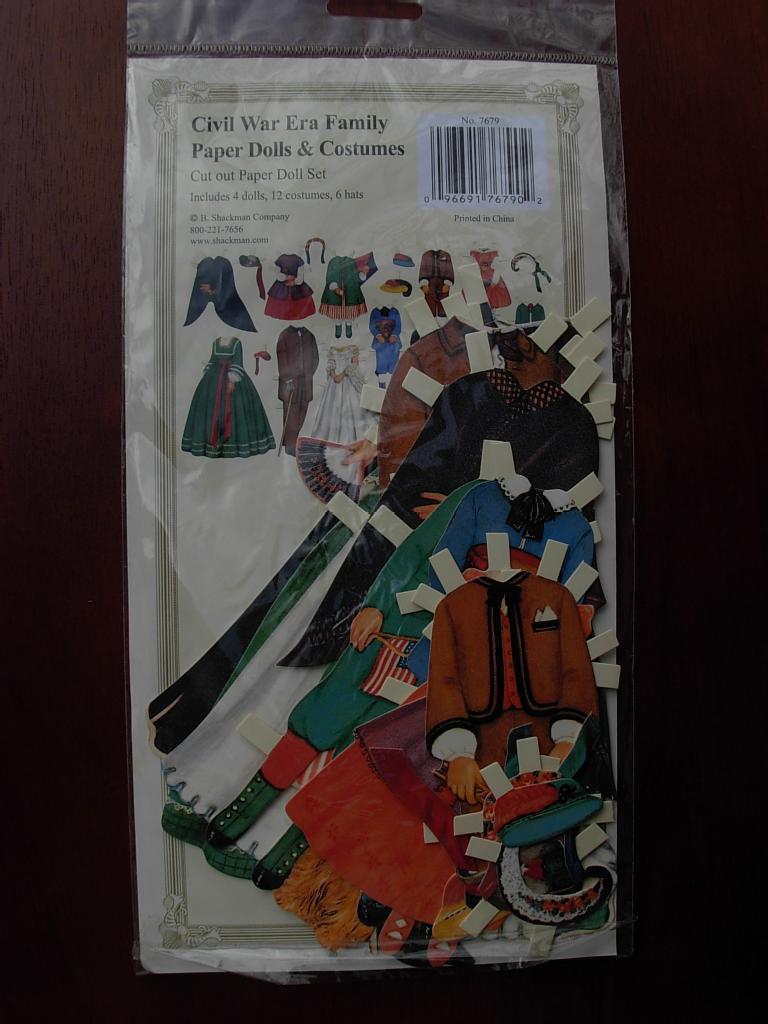 Civil War Era Family
Paper Dolls & Costumes
Cut out Paper Doll Set
Includes 4 dolls, 12 costumes, 6 hats
© B. Shackman Company
800-221-7656
www.shackman.com
No. 7679
0 96691 76790 2
Printed in China